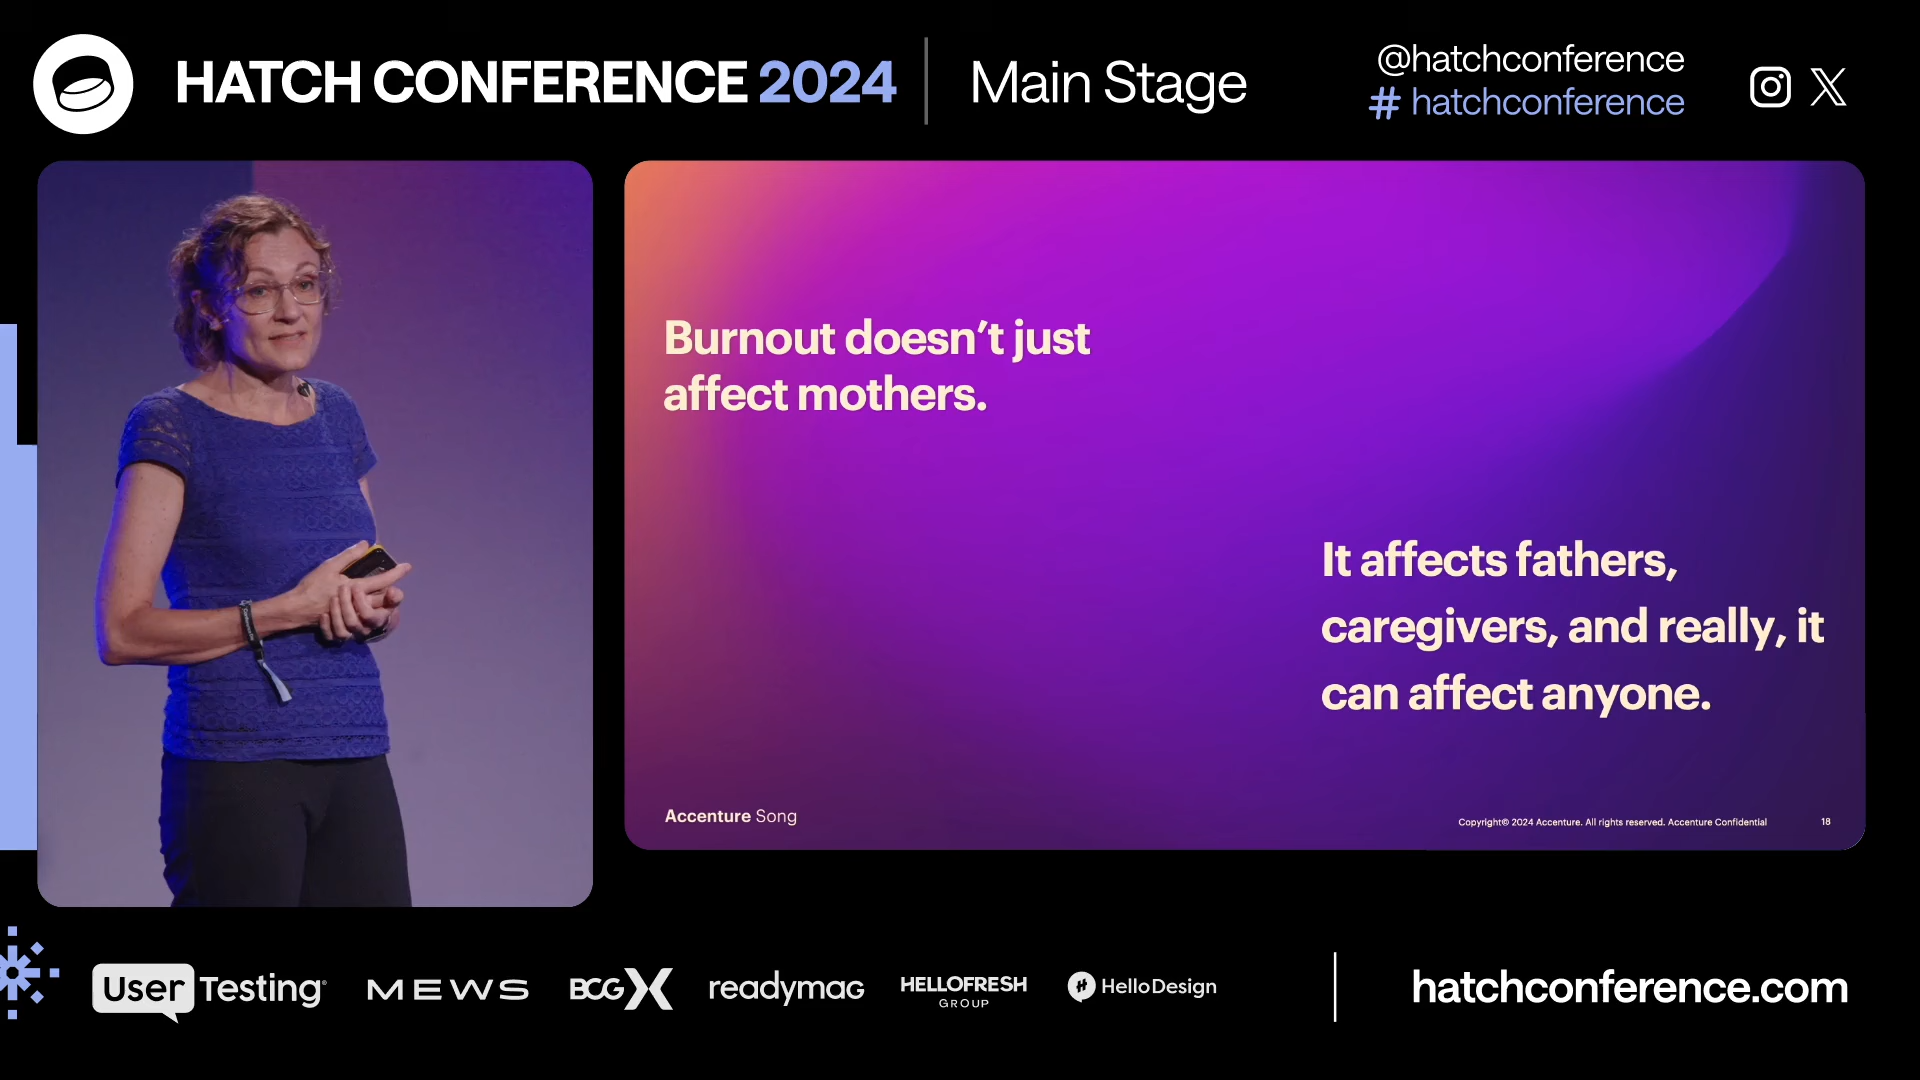 HATCH CONFERENCE 2024
Main Stage
@hatchconference
# hatchconference
Burnout doesn’t just
affect mothers.
It affects fathers,
caregivers, and really, it
can affect anyone.
Accenture Song
Copyright© 2024 Accenture. All rights reserved. Accenture Confidential
18
UserTesting
MEWS
BCG X
readymag
HELLOFRESH
GROUP
HelloDesign
hatchconference.com